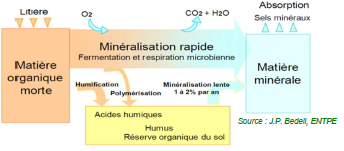 Litière
O2
CO2 + H2O
Absorption
Sels minéraux
Minéralisation rapide
Fermentation et respiration microbienne
Matière
organique
morte
Matière
minérale
Humification
Polymérisation
Minéralisation lente
1 à 2% par an
Acides humiques
Humus
Réserve organique du sol
Source : J.P. Bedell, ENTPE